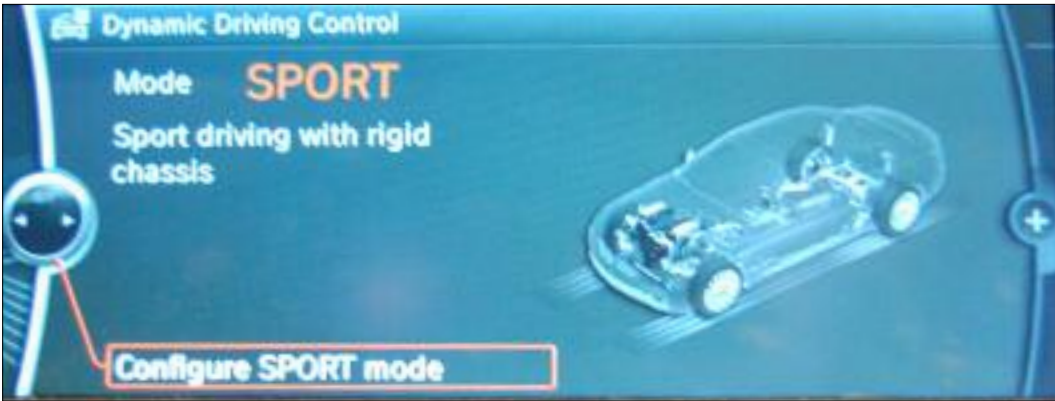 Dynamic Driving Control
Mode SPORT
Sport driving with rigid
chassis
Configure SPORT mode